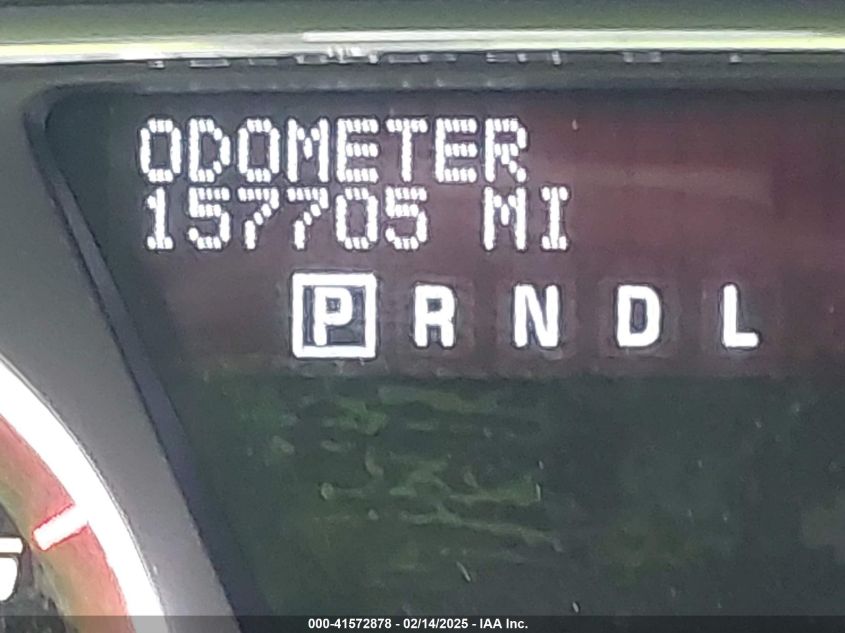 ODOMETER
157705 MI
P R N D L
000-41572878 - 02/14/2025 - IAA Inc.